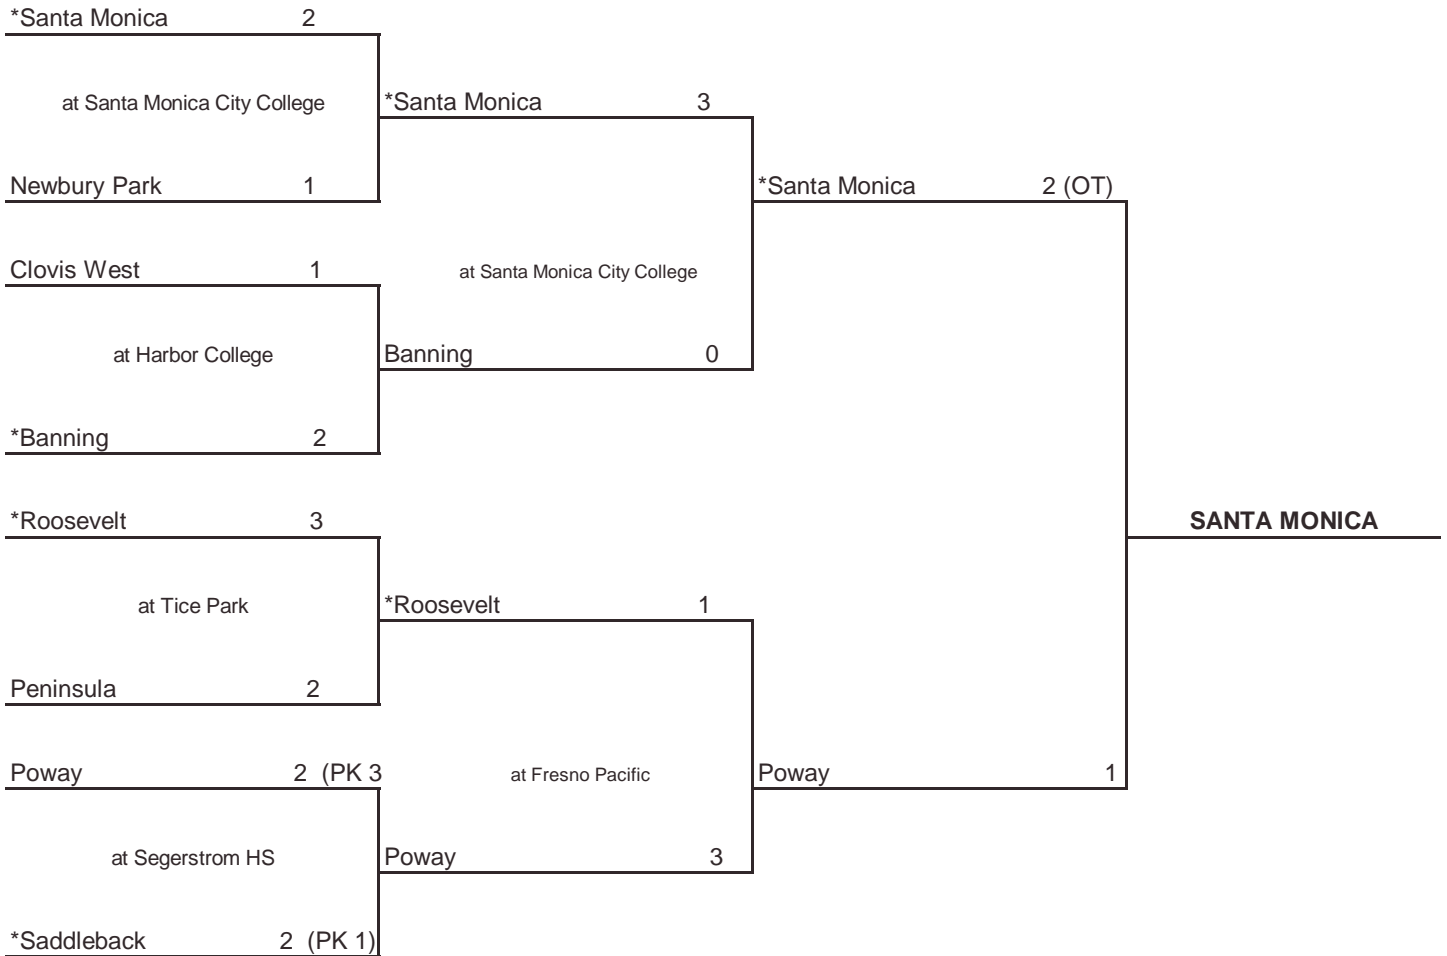 *Santa Monica 2
at Santa Monica City College
*Santa Monica 3
Newbury Park 1
*Santa Monica 2 (OT)
Clovis West 1
at Santa Monica City College
at Harbor College
Banning 0
*Banning 2
*Roosevelt 3
SANTA MONICA
at Tice Park
*Roosevelt 1
Peninsula 2
Poway 2 (PK 3
at Fresno Pacific
Poway 1
at Segerstrom HS
Poway 3
*Saddleback 2 (PK 1)